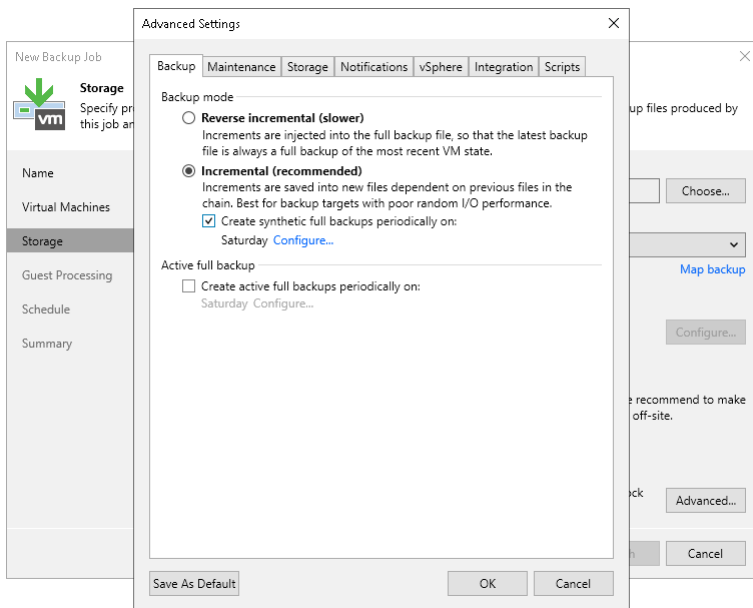 Advanced Settings
New Backup Job
Storage
Specify pr
up files produced by
this job ar
vm
Name
Virtual Machines
Storage
Guest Processing
Schedule
Summary
Backup Maintenance Storage Notifications vSphere Integration Scripts
Backup mode
Reverse incremental (slower)
Increments are injected into the full backup file, so that the latest backup
file is always a full backup of the most recent VM state.
Incremental (recommended)
Increments are saved into new files dependent on previous files in the
chain. Best for backup targets with poor random I/O performance.
Create synthetic full backups periodically on:
Saturday Configure...
Active full backup
Create active full backups periodically on:
Saturday Configure...
Choose...
Map backup
Configure...
recommend to make
off-site.
ock
Advanced...
h
Cancel
Save As Default
OK
Cancel